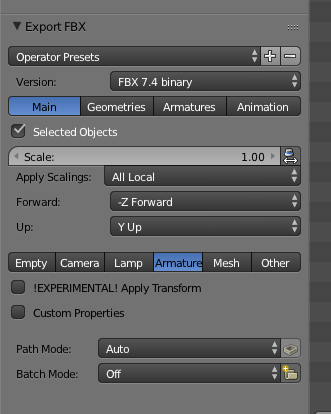 Export FBX
Operator Presets
Version: FBX 7.4 binary
Main Geometries Armatures Animation
Selected Objects
Scale: 1.00
Apply Scalings: All Local
Forward: -Z Forward
Up: Y Up
Empty Camera Lamp Armature Mesh Other
!EXPERIMENTAL! Apply Transform
Custom Properties
Path Mode: Auto
Batch Mode: Off